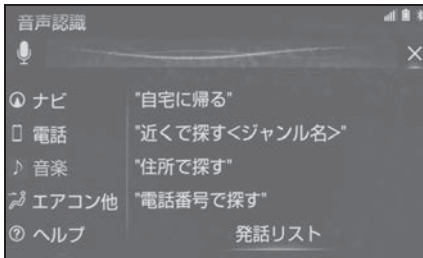 音声認識
ナビ "自宅に帰る"
電話 "近くで探す<ジャンル名>"
音楽 "住所で探す"
エアコン他 "電話番号で探す"
ヘルプ 発話リスト